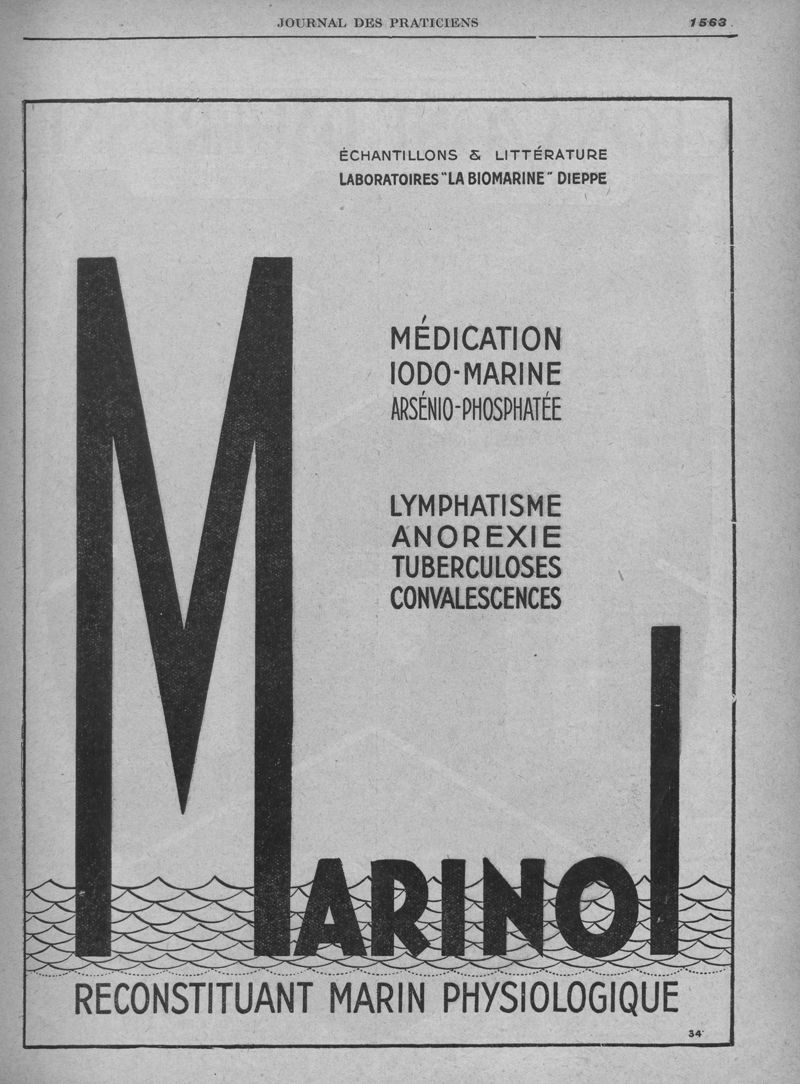 JOURNAL DES PRATICIENS 1563
ÉCHANTILLONS & LITTÉRATURE
LABORATOIRES "LA BIOMARINE" DIEPPE
MÉDICATION
IODO-MARINE
ARSÉNIO-PHOSPHATÉE
LYMPHATISME
ANOREXIE
TUBERCULOSES
CONVALESCENCES
MARINOl
RECONSTITUANT MARIN PHYSIOLOGIQUE
34